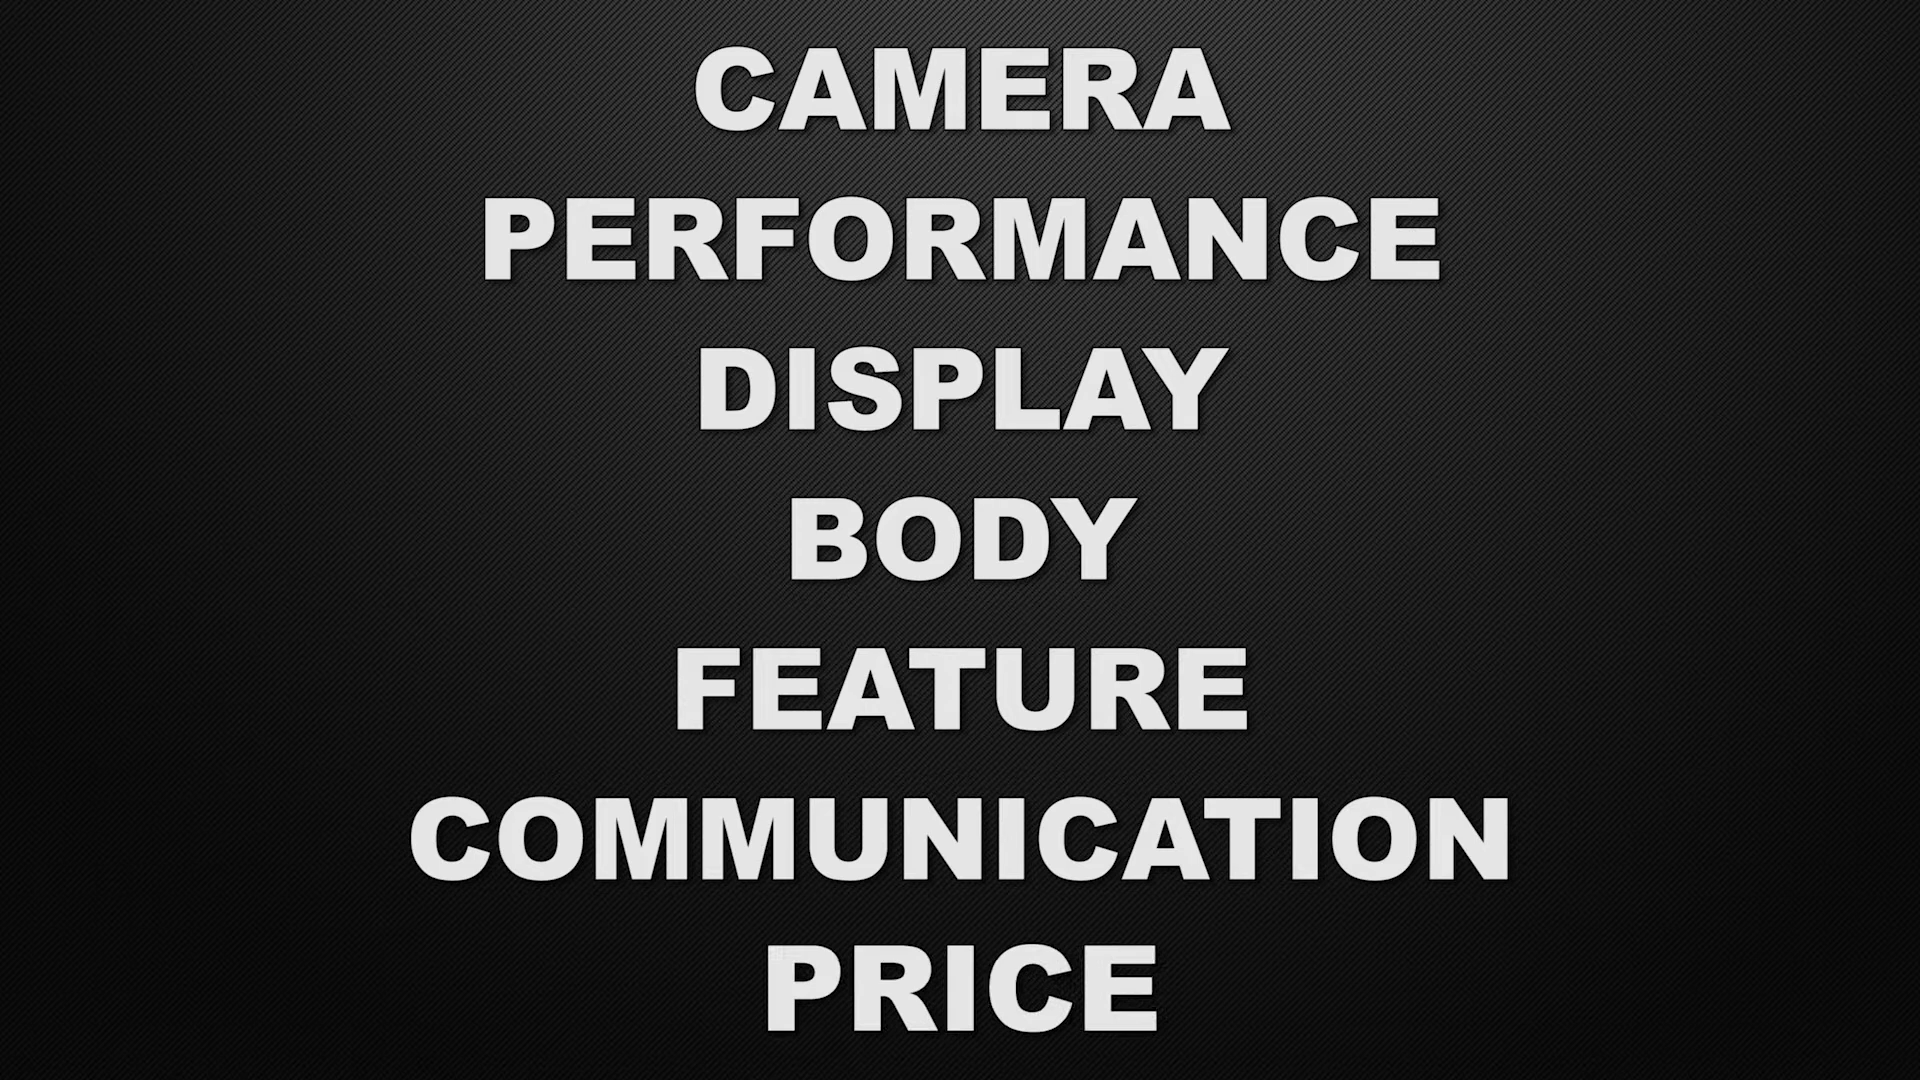 CAMERA
PERFORMANCE
DISPLAY
BODY
FEATURE
COMMUNICATION
PRICE